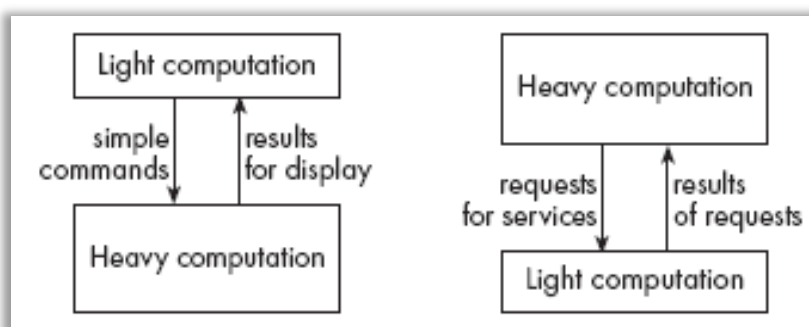 Light computation
simple
commands
results
for display
Heavy computation
Heavy computation
requests
for services
results
of requests
Light computation